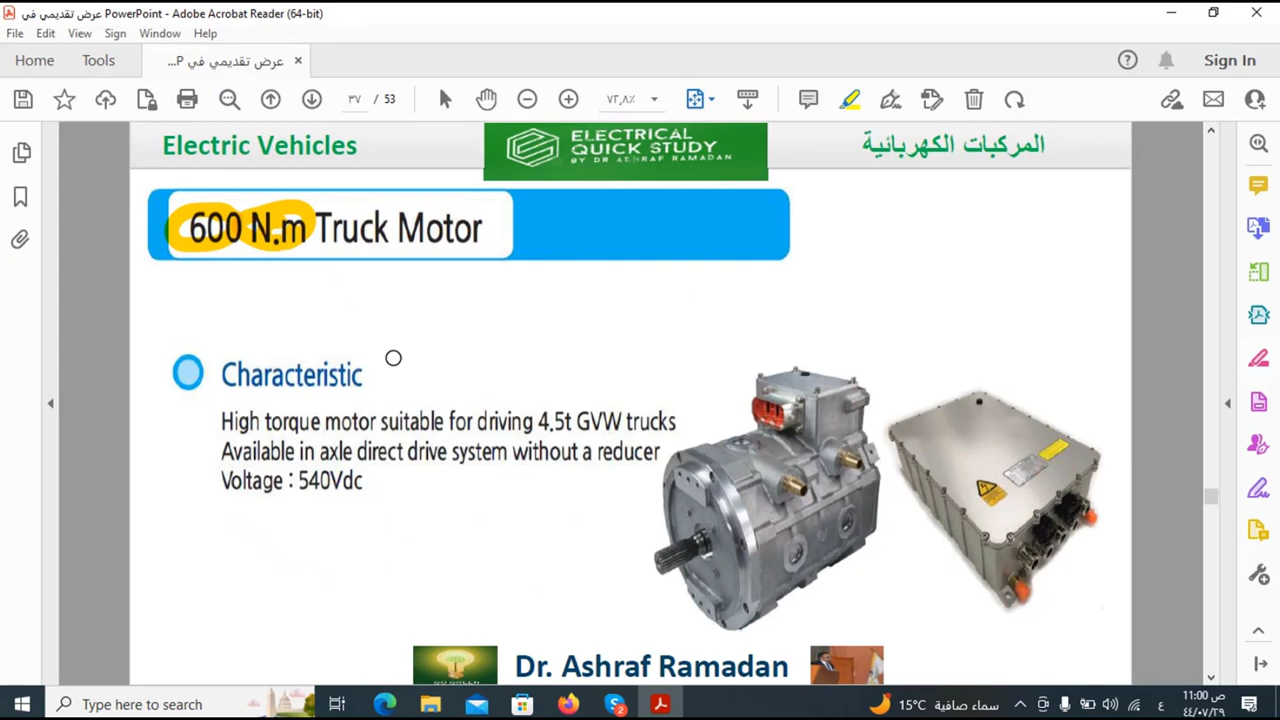 عرض تقديمي في PowerPoint - Adobe Acrobat Reader (64-bit)
File Edit View Sign Window Help
Home Tools عرض تقديمي في P... Sign In
٣٧ / 53 ٧٢,٨%
Electric Vehicles
ELECTRICAL
QUICK STUDY
BY DR ASHRAF RAMADAN
المركبات الكهربائية
600 N.m Truck Motor
Characteristic
High torque motor suitable for driving 4.5t GVW trucks
Available in axle direct drive system without a reducer
Voltage : 540Vdc
GO GREEN
Dr. Ashraf Ramadan
Type here to search
15°C سماء صافية
ع
11:00 ص
٤٤/٠٧/٢٩